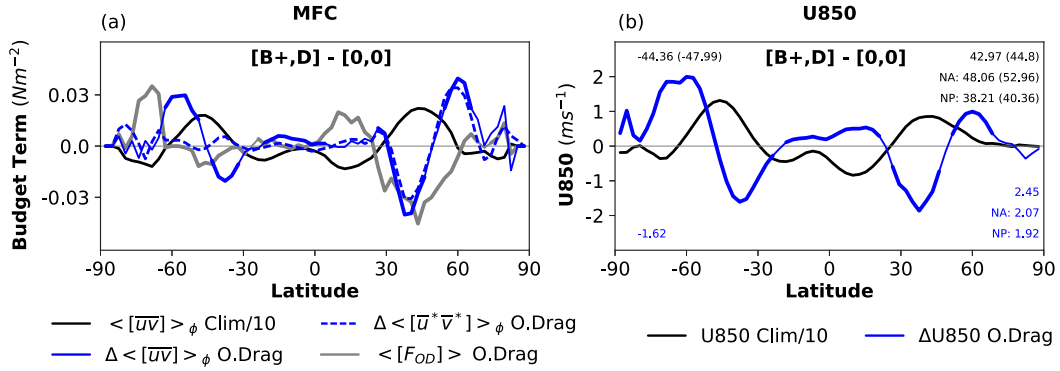 (a)
MFC
[B+,D] - [0,0]
Budget Term (Nm⁻²)
0.03
0.0
-0.03
-90
-60
-30
0
30
60
90
Latitude
< [u̅v̅] >ϕ Clim/10
Δ < [u̅v̅] >ϕ O.Drag
Δ < [u̅* v̅*] >ϕ O.Drag
< [F_OD] > O.Drag
(b)
U850
-44.36 (-47.99)
[B+,D] - [0,0]
42.97 (44.8)
NA: 48.06 (52.96)
NP: 38.21 (40.36)
U850 (ms⁻¹)
2
1
0
-1
-2
2.45
NA: 2.07
-1.62
NP: 1.92
-90
-60
-30
0
30
60
90
Latitude
U850 Clim/10
ΔU850 O.Drag